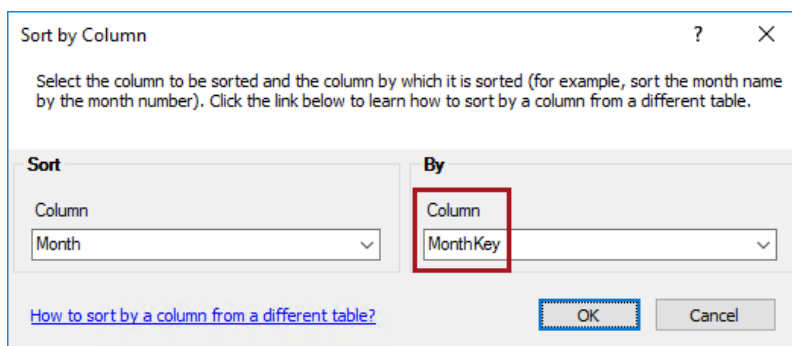 Sort by Column
?
Select the column to be sorted and the column by which it is sorted (for example, sort the month name
by the month number). Click the link below to learn how to sort by a column from a different table.
Sort
By
Column
Column
Month
MonthKey
How to sort by a column from a different table?
OK
Cancel